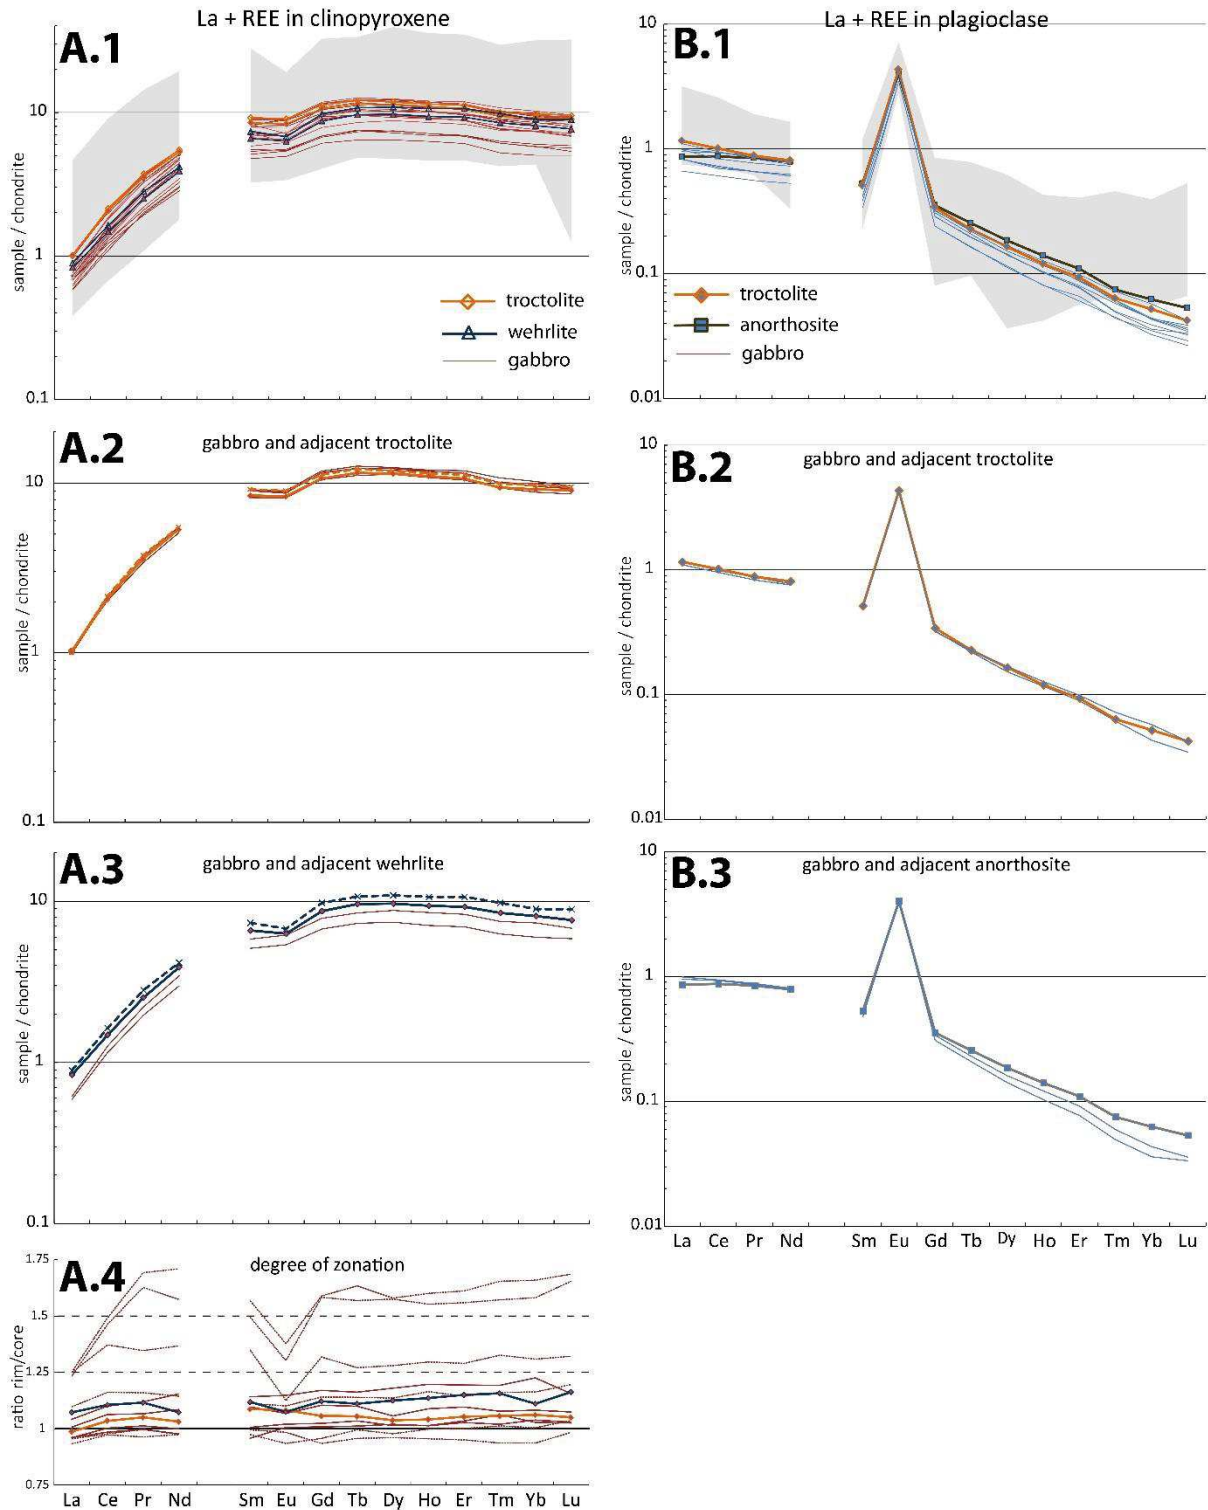 La + REE in clinopyroxene
A.1
10
1
0.1
sample / chondrite
troctolite
wehrlite
gabbro
A.2
gabbro and adjacent troctolite
10
1
0.1
sample / chondrite
A.3
gabbro and adjacent wehrlite
10
1
0.1
sample / chondrite
A.4
degree of zonation
1.75
1.5
1.25
1
0.75
ratio rim/core
La Ce Pr Nd Sm Eu Gd Tb Dy Ho Er Tm Yb Lu
La + REE in plagioclase
B.1
10
1
0.1
0.01
sample / chondrite
troctolite
anorthosite
gabbro
B.2
gabbro and adjacent troctolite
10
1
0.1
0.01
sample / chondrite
B.3
gabbro and adjacent anorthosite
10
1
0.1
0.01
sample / chondrite
La Ce Pr Nd Sm Eu Gd Tb Dy Ho Er Tm Yb Lu